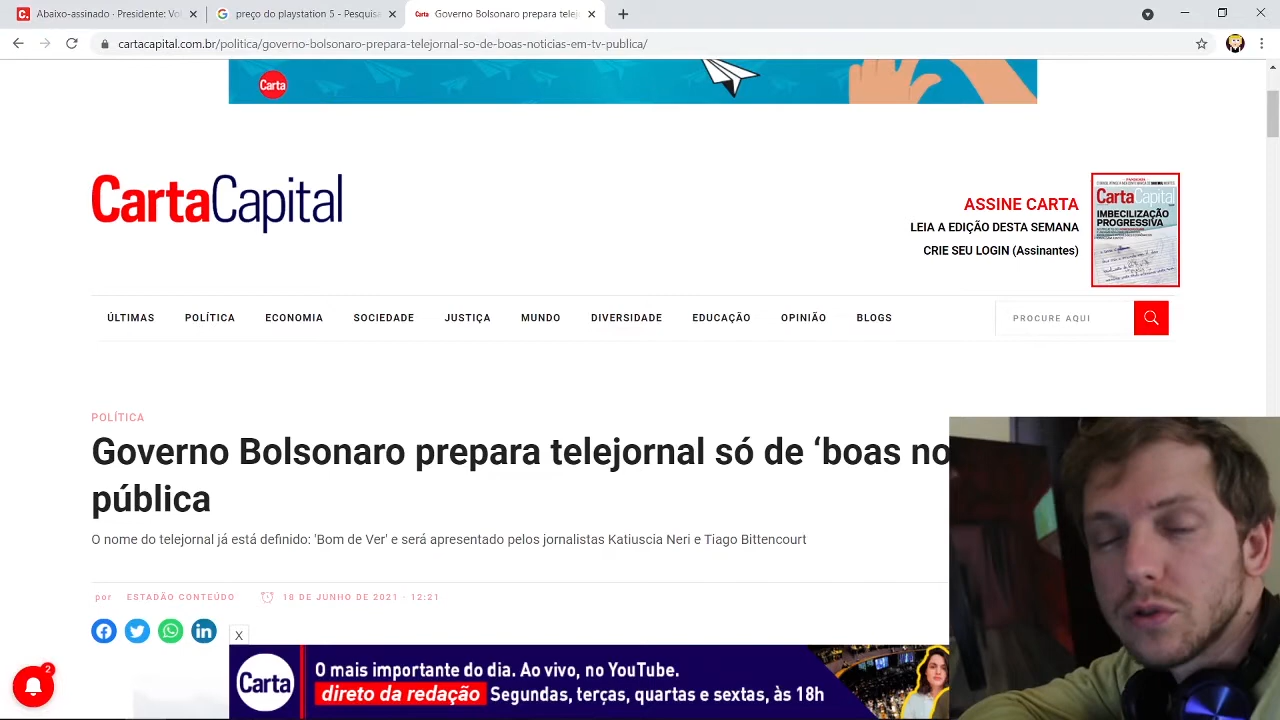 Abaixo-assinado · Presidente: Vol
preço do playstation 5 - Pesquisa
Carta
Governo Bolsonaro prepara telej
cartacapital.com.br/politica/governo-bolsonaro-prepara-telejornal-so-de-boas-noticias-em-tv-publica/
Carta
CartaCapital
ASSINE CARTA
LEIA A EDIÇÃO DESTA SEMANA
CRIE SEU LOGIN (Assinantes)
CartaCapital
IMBECILIZAÇÃO
PROGRESSIVA
ÚLTIMAS POLÍTICA ECONOMIA SOCIEDADE JUSTIÇA MUNDO DIVERSIDADE EDUCAÇÃO OPINIÃO BLOGS
PROCURE AQUI
POLÍTICA
Governo Bolsonaro prepara telejornal só de ‘boas no
pública
O nome do telejornal já está definido: 'Bom de Ver' e será apresentado pelos jornalistas Katiuscia Neri e Tiago Bittencourt
por ESTADÃO CONTEÚDO 18 DE JUNHO DE 2021 - 12:21
X
2
Carta
O mais importante do dia. Ao vivo, no YouTube.
direto da redação Segundas, terças, quartas e sextas, às 18h